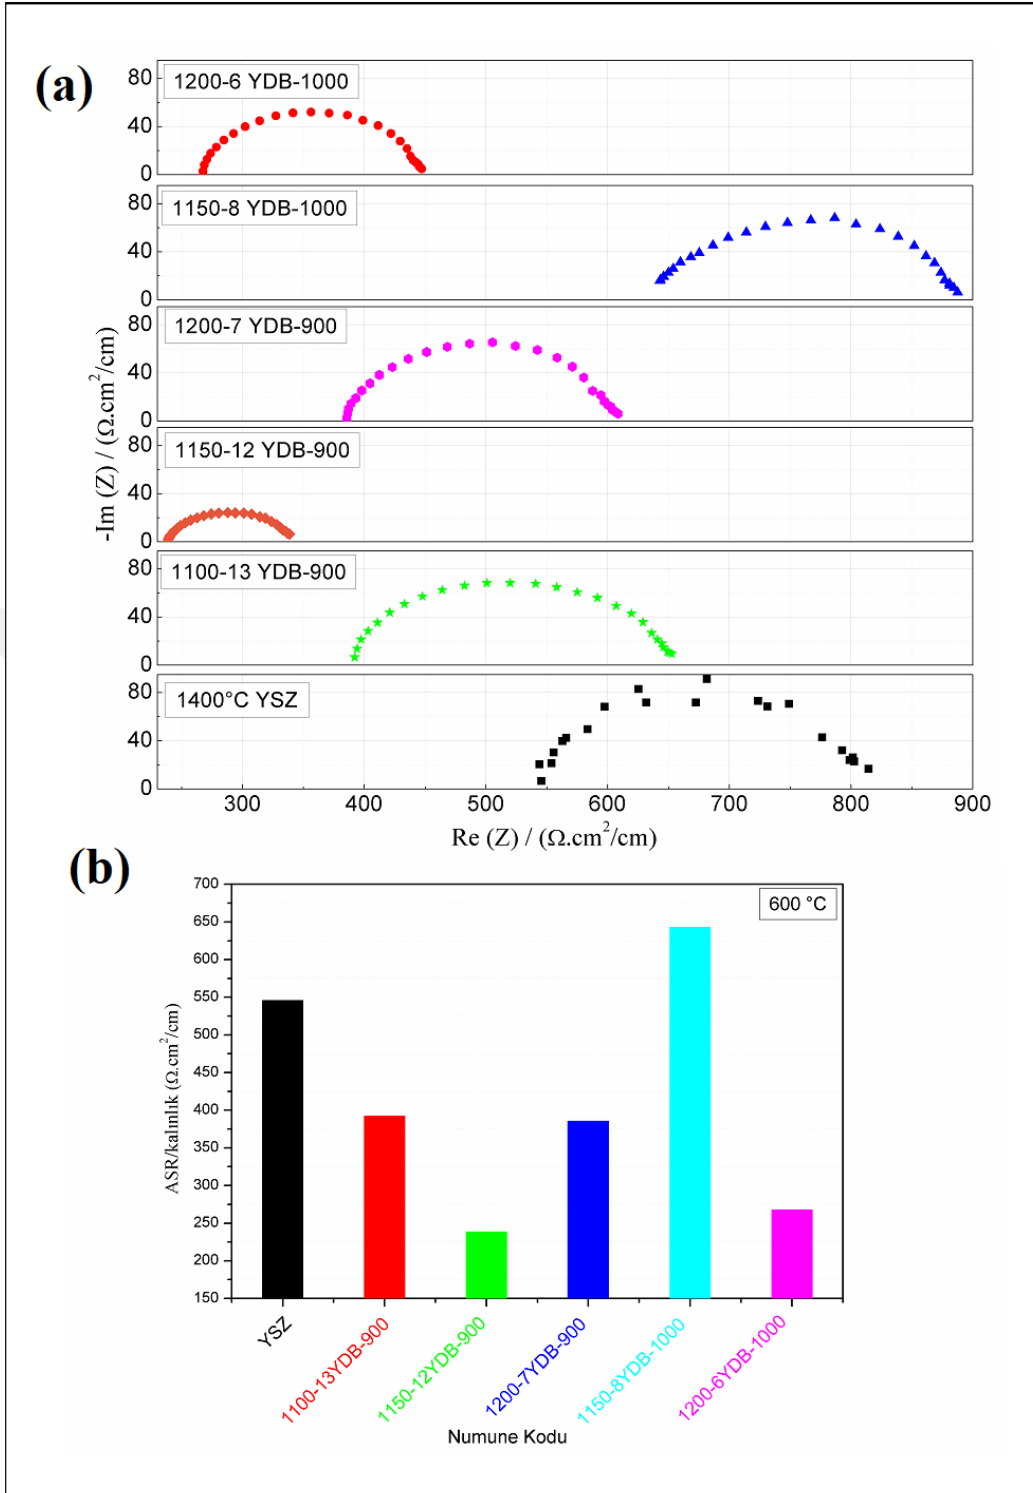 (a)
1200-6 YDB-1000
80
40
0
1150-8 YDB-1000
80
40
0
1200-7 YDB-900
80
40
0
1150-12 YDB-900
80
40
0
1100-13 YDB-900
80
40
0
1400°C YSZ
80
40
0
-Im (Z) / (Ω.cm²/cm)
300 400 500 600 700 800 900
Re (Z) / (Ω.cm²/cm)
(b)
600 °C
700
650
600
550
500
450
400
350
300
250
200
150
ASR/kalınlık (Ω.cm²/cm)
YSZ
1100-13YDB-900
1150-12YDB-900
1200-7YDB-900
1150-8YDB-1000
1200-6YDB-1000
Numune Kodu